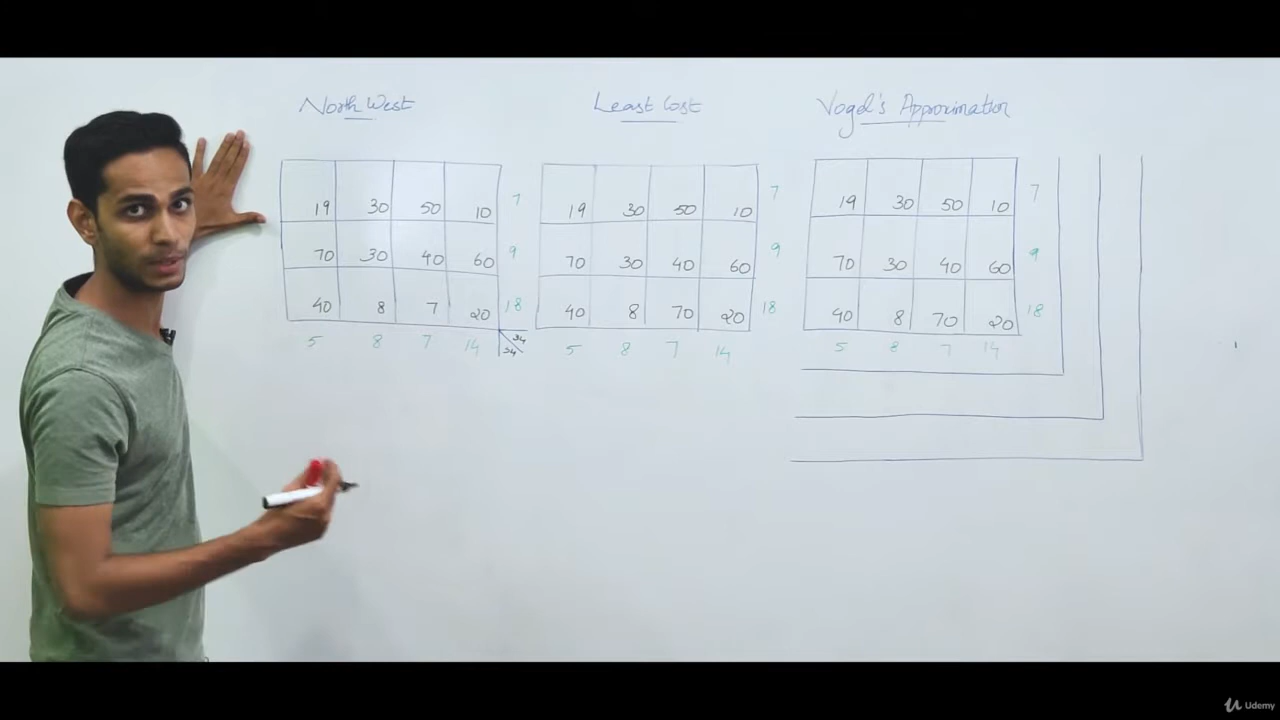 North West Least Cost Vogel's Approximation
19 30 50 10 7 19 30 50 10 7 19 30 50 10 7
70 30 40 60 9 70 30 40 60 9 70 30 40 60 9
40 8 7 20 18 40 8 70 20 18 40 8 70 20 18
5 8 7 14 34 34 5 8 7 14 5 8 7 14
Udemy